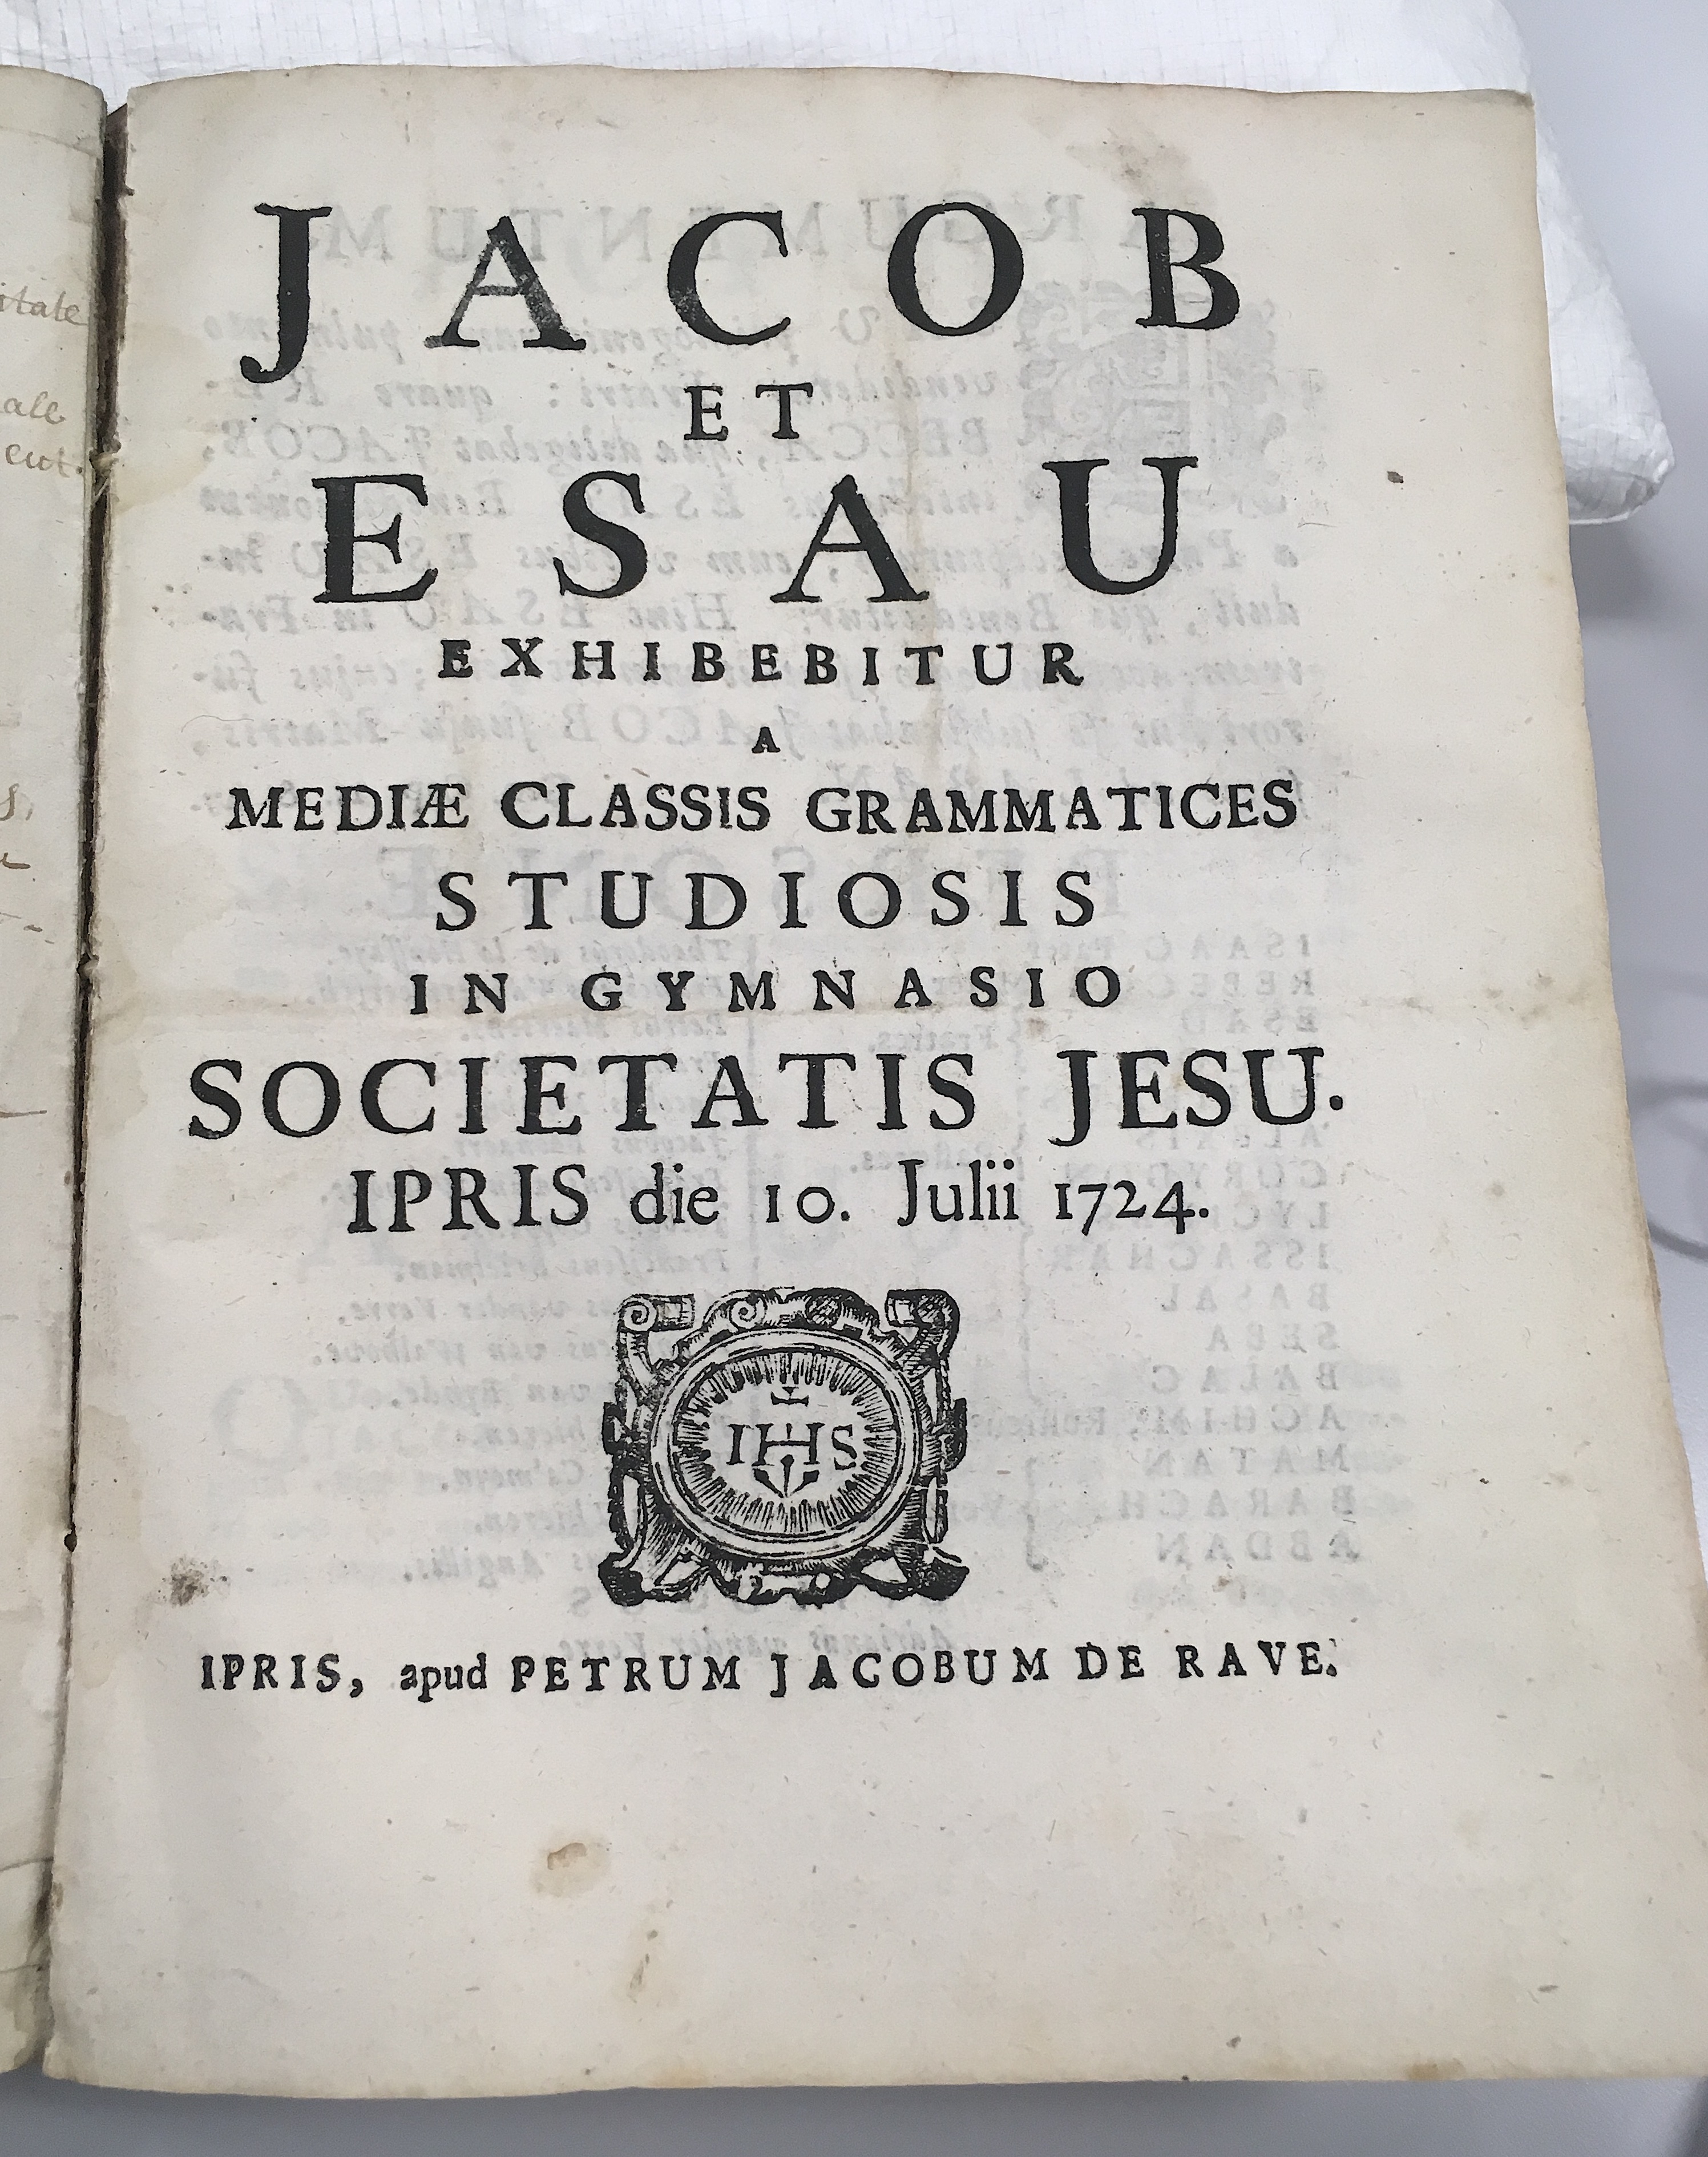 JACOB
ET
ESAU
EXHIBEBITUR
A
MEDIÆ CLASSIS GRAMMATICES
STUDIOSIS
IN GYMNASIO
SOCIETATIS JESU.
IPRIS die 10. Julii 1724.
IHS
IPRIS, apud PETRUM JACOBUM DE RAVE.